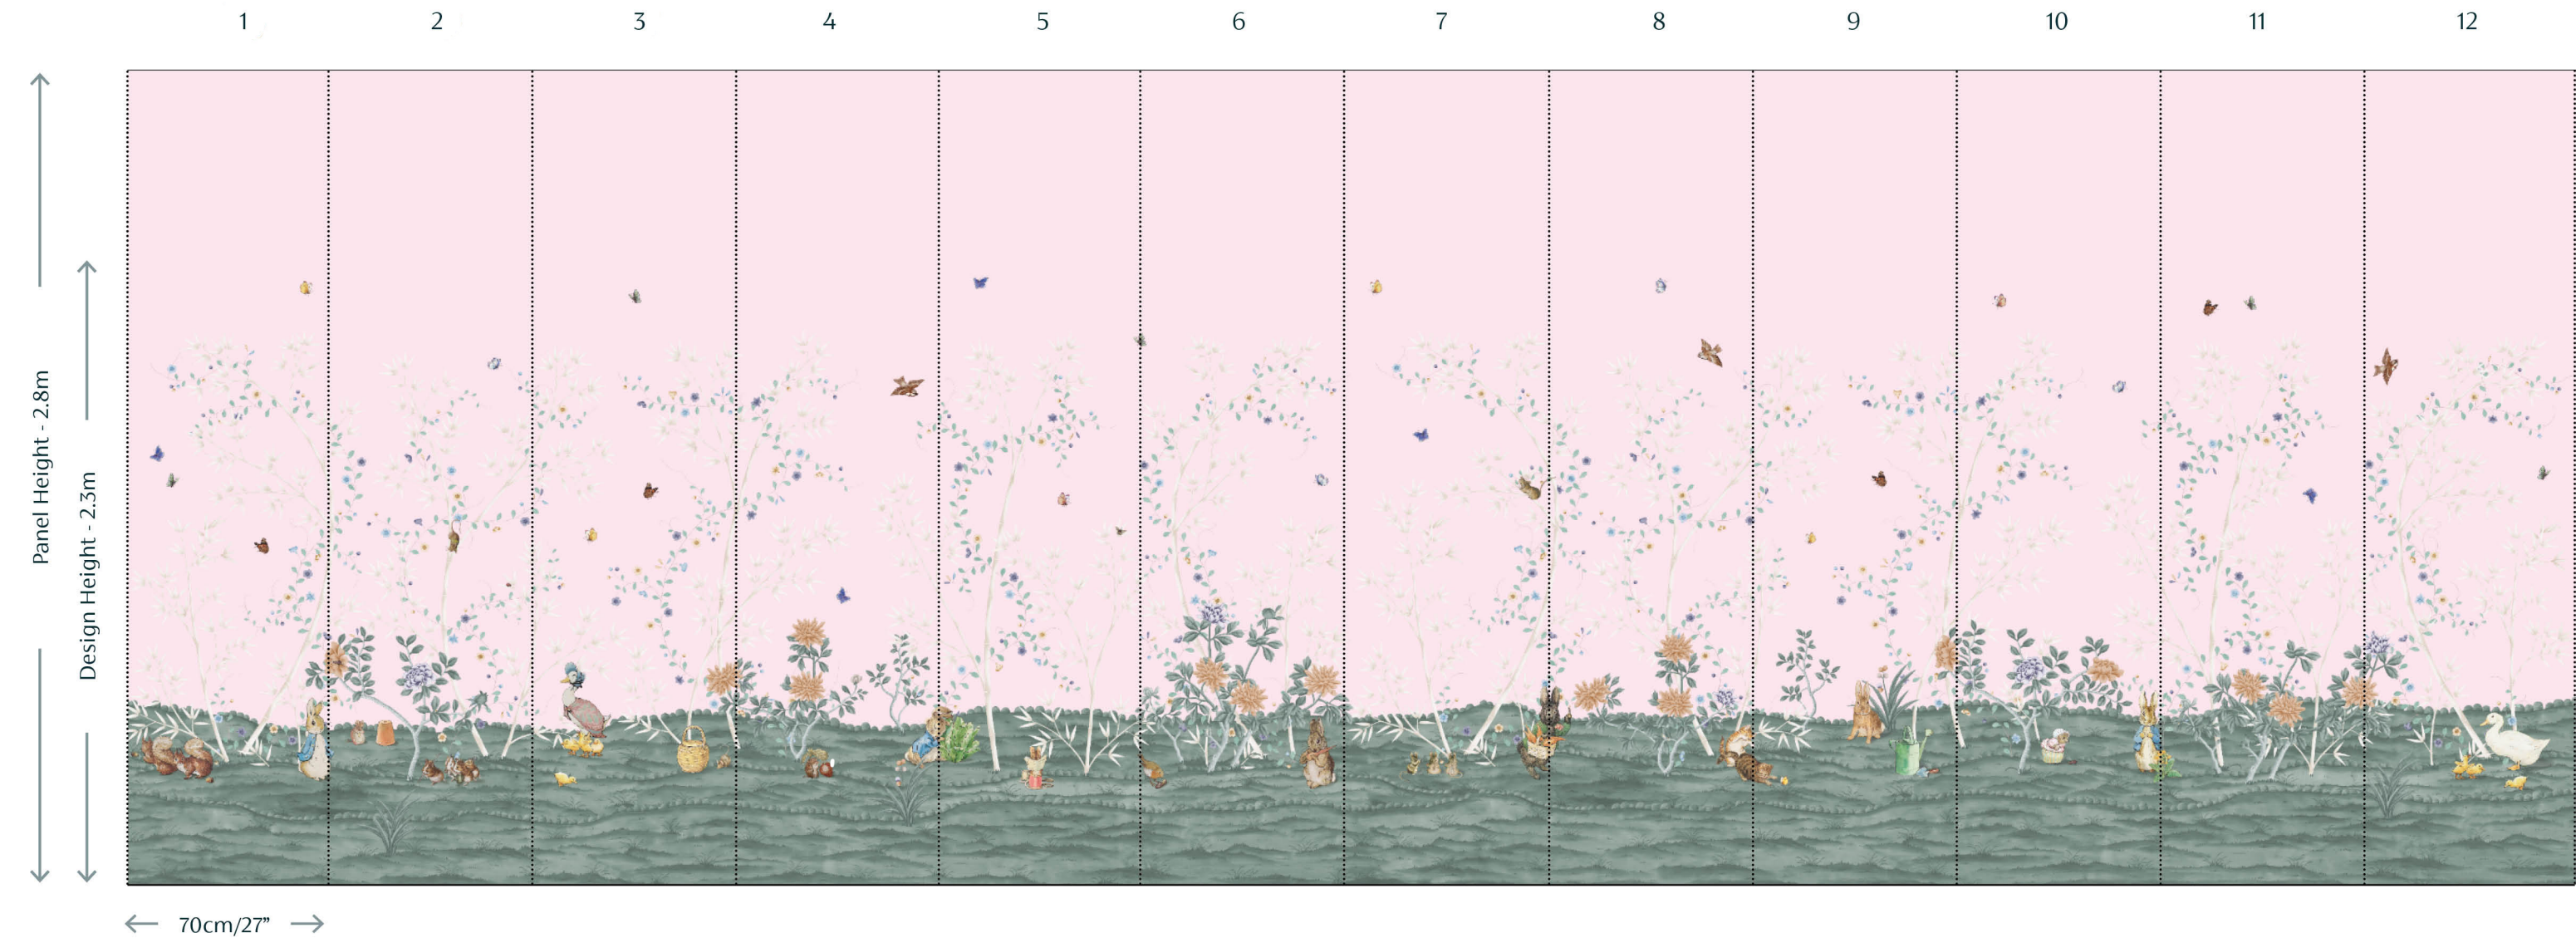 1 2 3 4 5 6 7 8 9 10 11 12
Panel Height - 2.8m
Design Height - 2.3m
70cm/27”